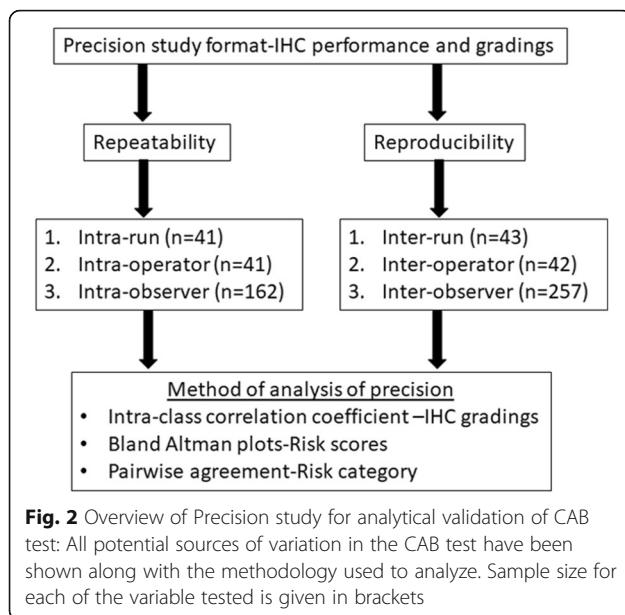 Precision study format-IHC performance and gradings
Repeatability
Reproducibility
1. Intra-run (n=41)
2. Intra-operator (n=41)
3. Intra-observer (n=162)
1. Inter-run (n=43)
2. Inter-operator (n=42)
3. Inter-observer (n=257)
Method of analysis of precision
• Intra-class correlation coefficient –IHC gradings
• Bland Altman plots-Risk scores
• Pairwise agreement-Risk category
Fig. 2 Overview of Precision study for analytical validation of CAB
test: All potential sources of variation in the CAB test have been
shown along with the methodology used to analyze. Sample size for
each of the variable tested is given in brackets